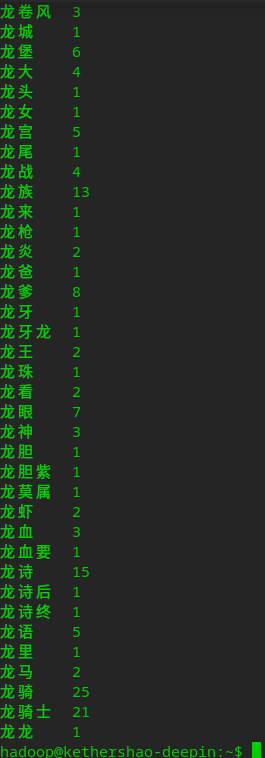 龙卷风 3
龙城 1
龙堡 6
龙大 4
龙头 1
龙女 1
龙宫 5
龙尾 1
龙战 4
龙族 13
龙来 1
龙枪 1
龙炎 2
龙爸 1
龙爹 8
龙牙 1
龙牙龙 1
龙王 2
龙珠 1
龙看 2
龙眼 7
龙神 3
龙胆 1
龙胆紫 1
龙莫属 1
龙虾 2
龙血 3
龙血要 1
龙诗 15
龙诗后 1
龙诗终 1
龙语 5
龙里 1
龙马 2
龙骑 25
龙骑士 21
龙龙 1
hadoop@kethershao-deepin:~$